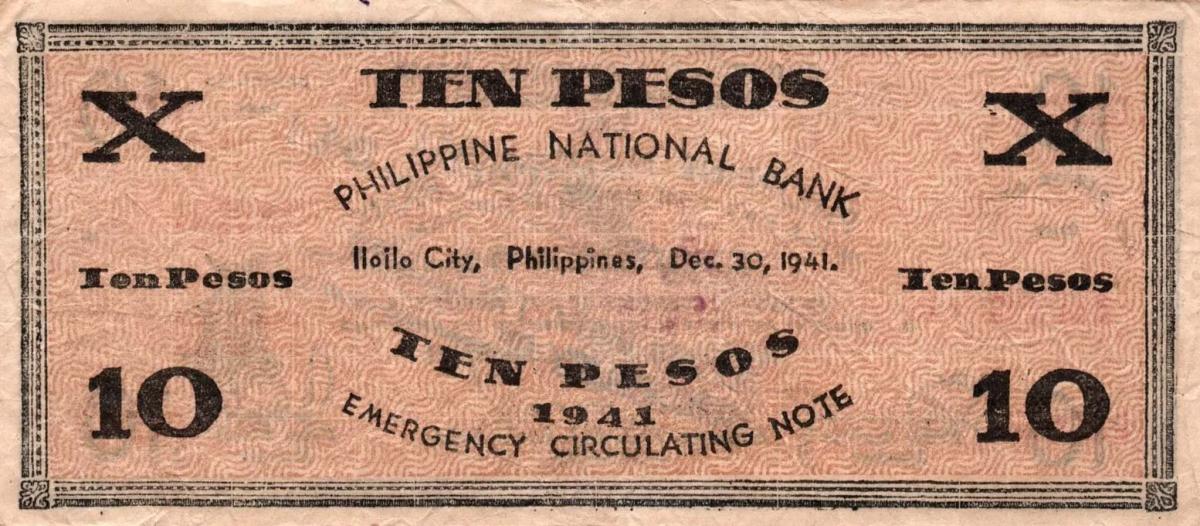 TEN PESOS
X
X
PHILIPPINE NATIONAL BANK
Iloilo City, Philippines, Dec. 30, 1941.
Ten Pesos
Ten Pesos
TEN PESOS
10
1941
10
EMERGENCY CIRCULATING NOTE